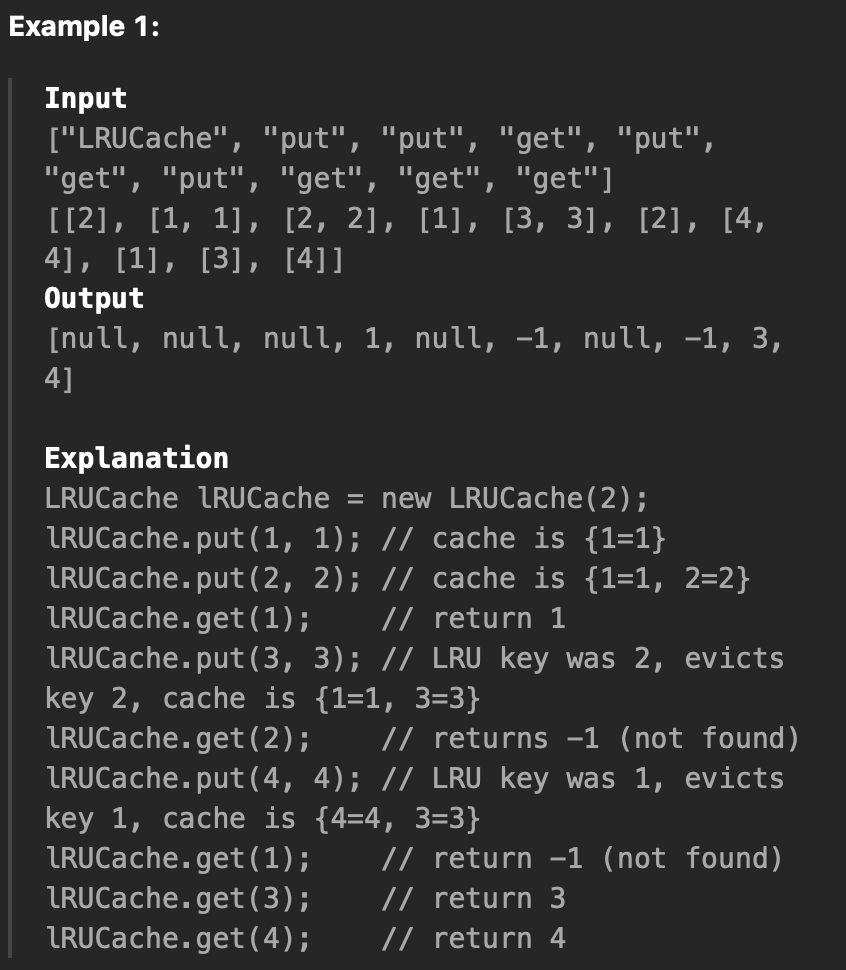 Example 1:
Input
["LRUCache", "put", "put", "get", "put",
"get", "put", "get", "get", "get"]
[[2], [1, 1], [2, 2], [1], [3, 3], [2], [4,
4], [1], [3], [4]]
Output
[null, null, null, 1, null, -1, null, -1, 3,
4]
Explanation
LRUCache lRUCache = new LRUCache(2);
lRUCache.put(1, 1); // cache is {1=1}
lRUCache.put(2, 2); // cache is {1=1, 2=2}
lRUCache.get(1);    // return 1
lRUCache.put(3, 3); // LRU key was 2, evicts
key 2, cache is {1=1, 3=3}
lRUCache.get(2);    // returns -1 (not found)
lRUCache.put(4, 4); // LRU key was 1, evicts
key 1, cache is {4=4, 3=3}
lRUCache.get(1);    // return -1 (not found)
lRUCache.get(3);    // return 3
lRUCache.get(4);    // return 4